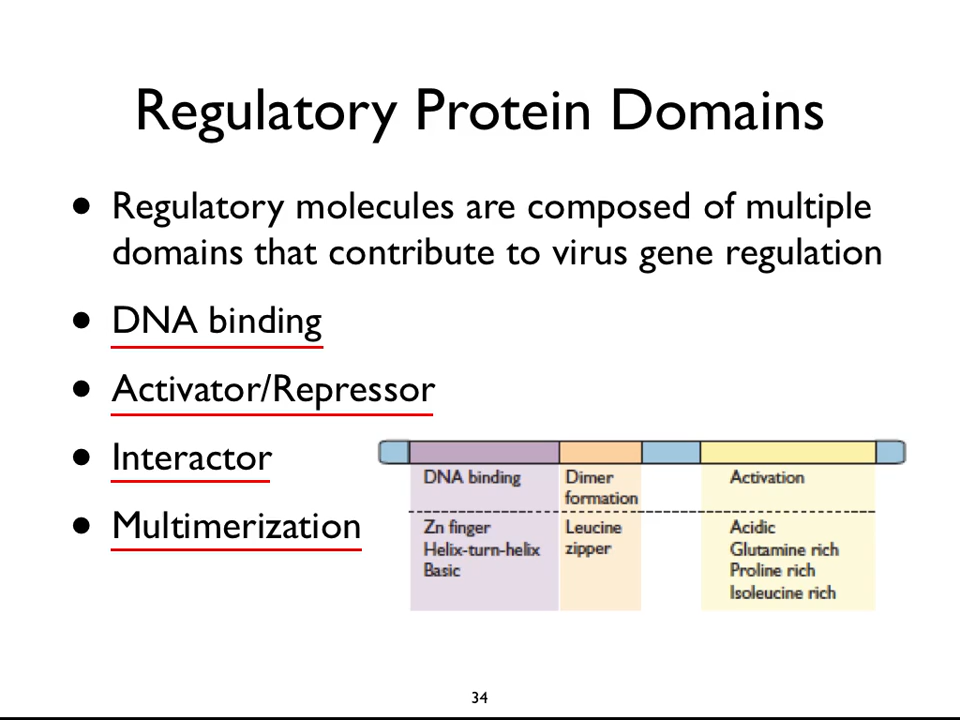 Regulatory Protein Domains
• Regulatory molecules are composed of multiple
domains that contribute to virus gene regulation
• DNA binding
• Activator/Repressor
• Interactor
• Multimerization
DNA binding
Zn finger
Helix-turn-helix
Basic
Dimer
formation
Leucine
zipper
Activation
Acidic
Glutamine rich
Proline rich
Isoleucine rich
34